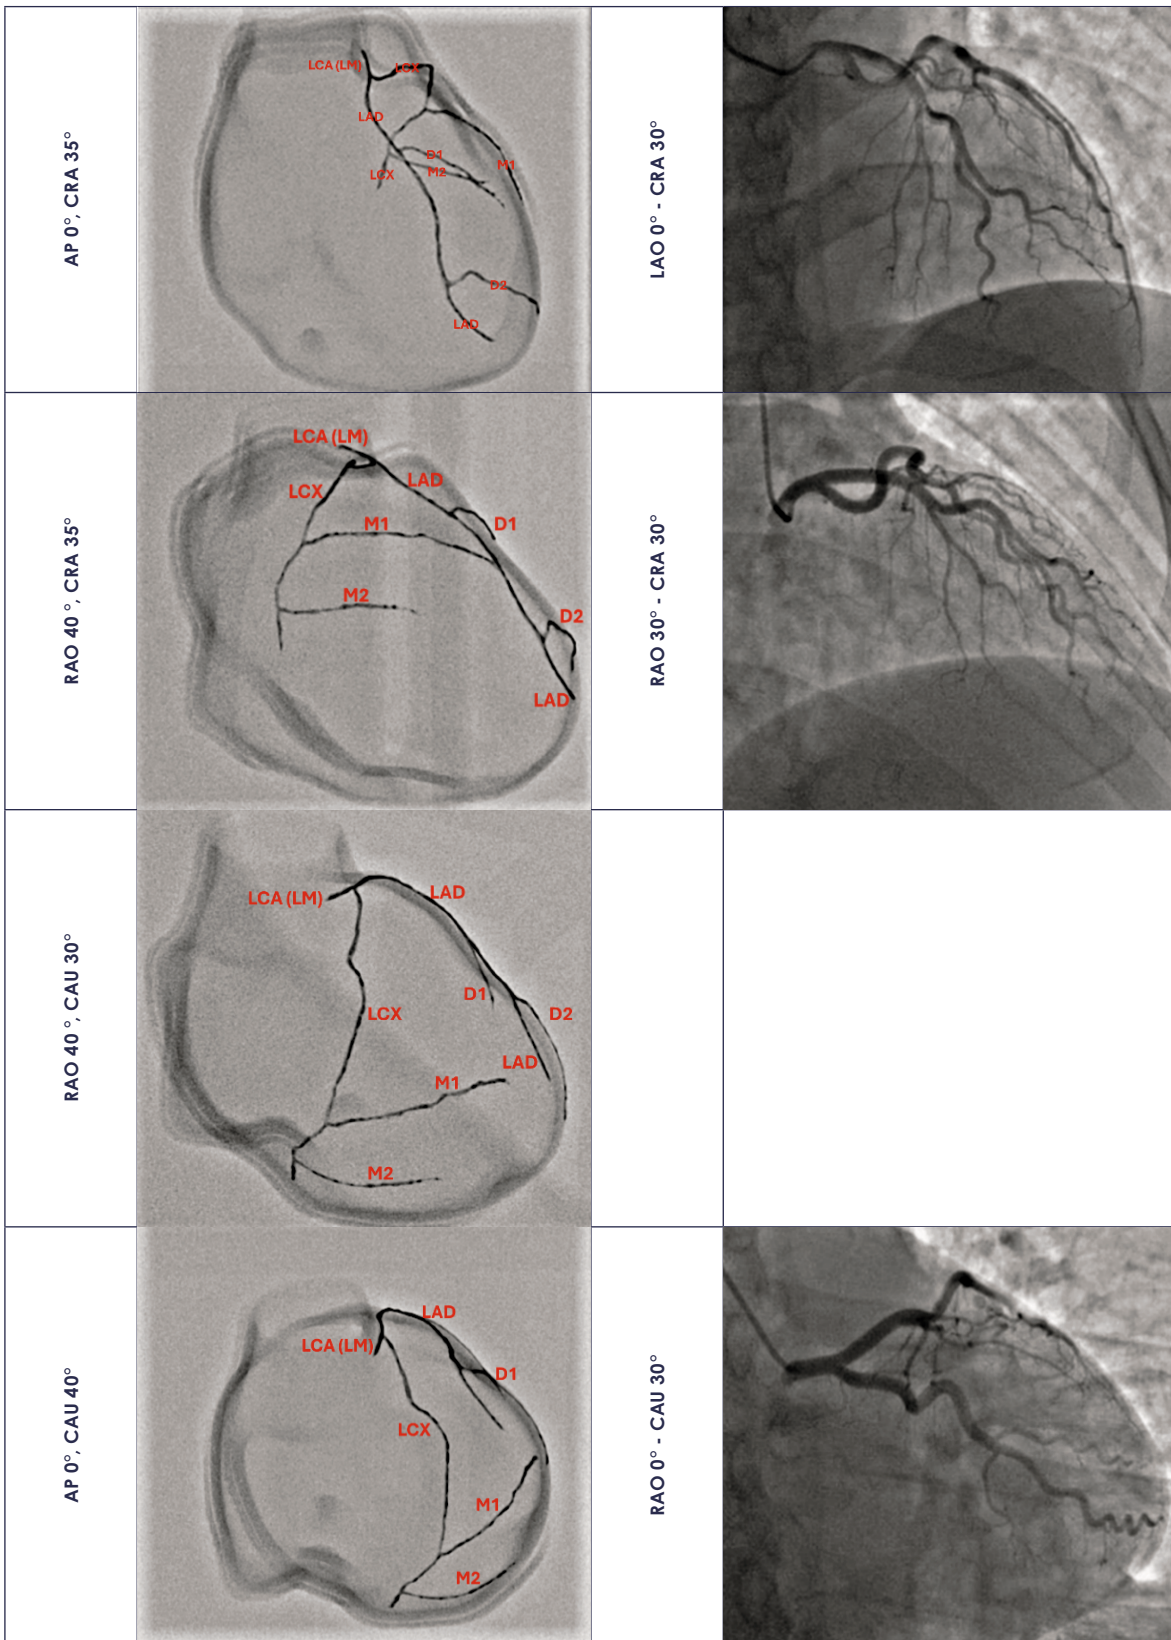 AP 0°, CRA 35°
LCA (LM)
LCX
LAD
D1
M1
LCX
M2
D2
LAD
LAO 0° - CRA 30°
RAO 40 °, CRA 35°
LCA (LM)
LAD
LCX
M1
D1
M2
D2
LAD
RAO 30° - CRA 30°
RAO 40 °, CAU 30°
LCA (LM)
LAD
D1
D2
LCX
LAD
M1
M2
AP 0°, CAU 40°
LAD
LCA (LM)
D1
LCX
M1
M2
RAO 0° - CAU 30°